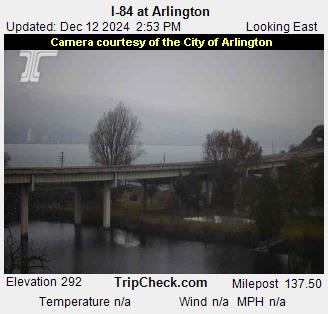 I-84 at Arlington
Updated: Dec 12 2024 2:53 PM Looking East
Camera courtesy of the City of Arlington
Elevation 292 TripCheck.com Milepost 137.50
Temperature n/a Wind n/a MPH n/a